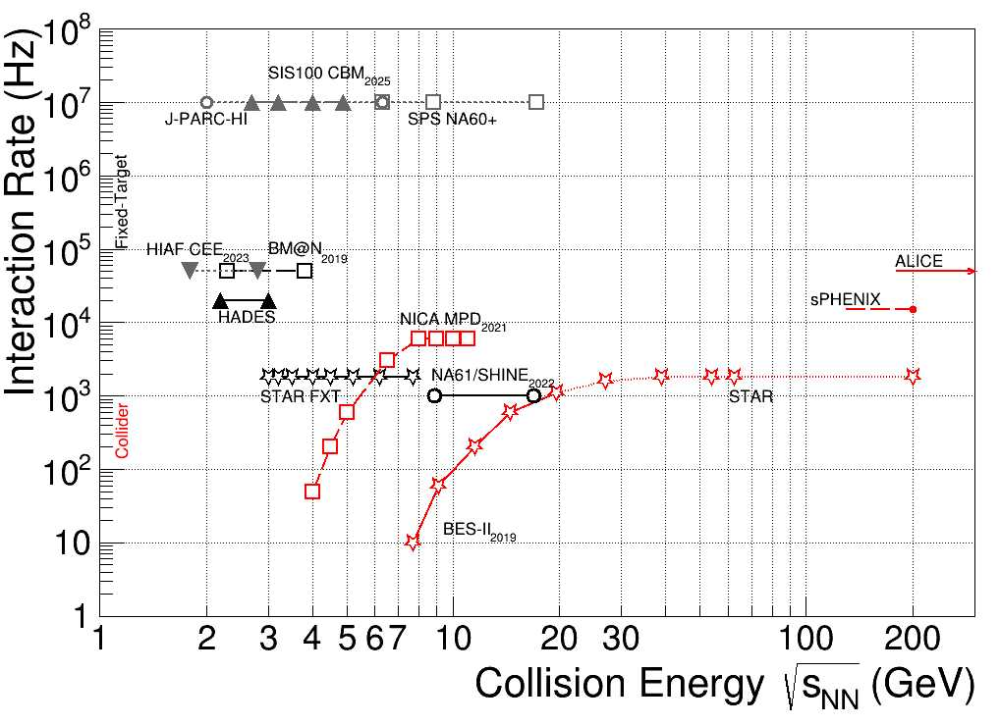 10^8
10^7
10^6
10^5
10^4
10^3
10^2
10
1
Interaction Rate (Hz)
Fixed-Target
Collider
SIS100 CBM2025
J-PARC-HI
SPS NA60+
HIAF CEE2023
BM@N2019
HADES
ALICE
sPHENIX
NICA MPD2021
NA61/SHINE2022
STAR FXT
STAR
BES-II2019
1 2 3 4 5 6 7 10 20 30 100 200
Collision Energy √sNN (GeV)